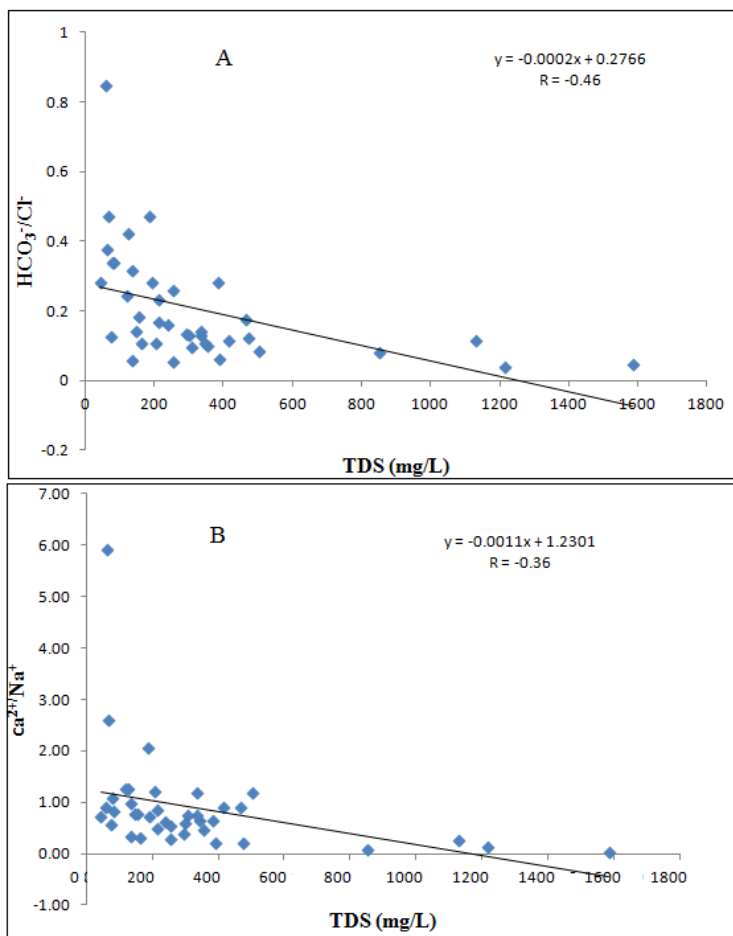 1
A
y = -0.0002x + 0.2766
R = -0.46
0.8
0.6
HCO3-/Cl-
0.4
0.2
0
0 200 400 600 800 1000 1200 1400 1600 1800
-0.2
TDS (mg/L)
7.00
B
y = -0.0011x + 1.2301
R = -0.36
6.00
5.00
4.00
ca2+/Na+
3.00
2.00
1.00
0.00
0 200 400 600 800 1000 1200 1400 1600 1800
-1.00
TDS (mg/L)